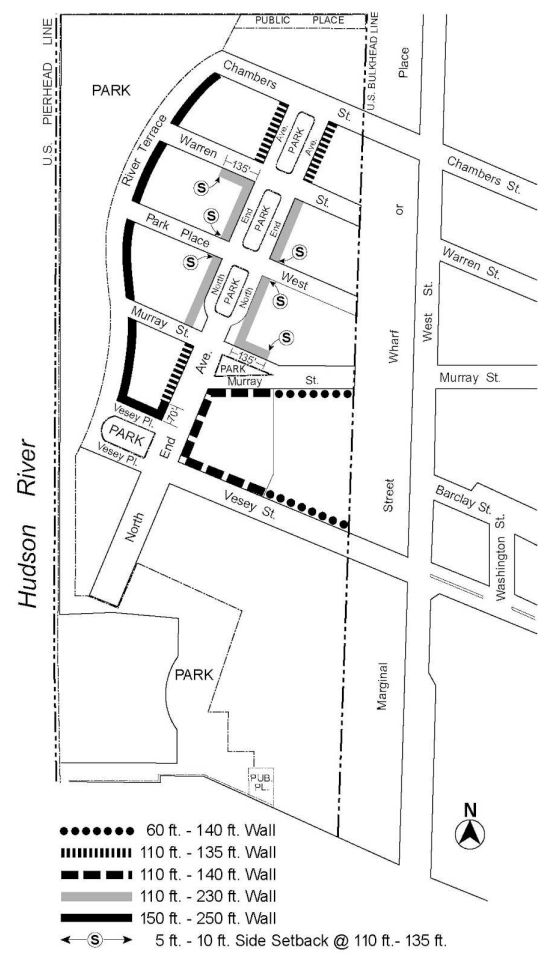 PUBLIC PLACE
U.S. PIERHEAD LINE
U.S. BULKHEAD LINE
Place
PARK
Chambers
St.
River Terrace
Ave.
PARK
Ave.
Warren
135'
Chambers St.
S
St.
or
S
End
PARK
End
Park Place
S
S
West
Warren St.
West St.
North
PARK
North
S
Murray St.
S
Wharf
Ave.
135'
PARK
Murray St.
Murray St.
70'
Vesey Pl.
PARK
End
Vesey Pl.
Hudson River
Vesey St.
Street
Barclay St.
Washington St.
North
PARK
Marginal
PUB.
PL.
N
60 ft. - 140 ft. Wall
110 ft. - 135 ft. Wall
110 ft. - 140 ft. Wall
110 ft. - 230 ft. Wall
150 ft. - 250 ft. Wall
S 5 ft. - 10 ft. Side Setback @ 110 ft.- 135 ft.